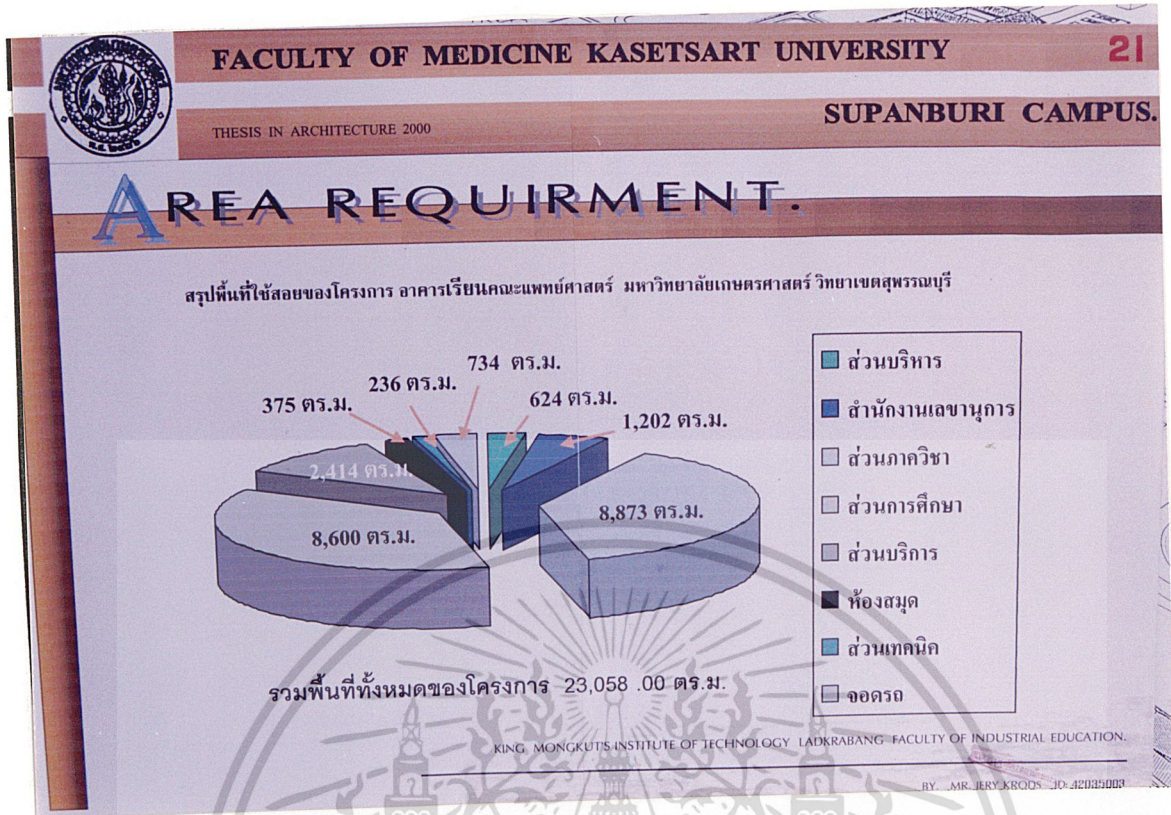 FACULTY OF MEDICINE KASETSART UNIVERSITY 21
SUPANBURI CAMPUS.
THESIS IN ARCHITECTURE 2000
AREA REQUIRMENT.
สรุปพื้นที่ใช้สอยของโครงการ อาคารเรียนคณะแพทย์ศาสตร์ มหาวิทยาลัยเกษตรศาสตร์ วิทยาเขตสุพรรณบุรี
734 ตร.ม.
236 ตร.ม.
375 ตร.ม.
624 ตร.ม.
1,202 ตร.ม.
2,414 ตร.ม.
8,600 ตร.ม.
8,873 ตร.ม.
ส่วนบริหาร
สำนักงานเลขานุการ
ส่วนภาควิชา
ส่วนการศึกษา
ส่วนบริการ
ห้องสมุด
ส่วนเทคนิค
จอดรถ
รวมพื้นที่ทั้งหมดของโครงการ 23,058 .00 ตร.ม.
KING MONGKUT'S INSTITUTE OF TECHNOLOGY LADKRABANG FACULTY OF INDUSTRIAL EDUCATION.
BY. MR. JERY KROOS ID: 42035003